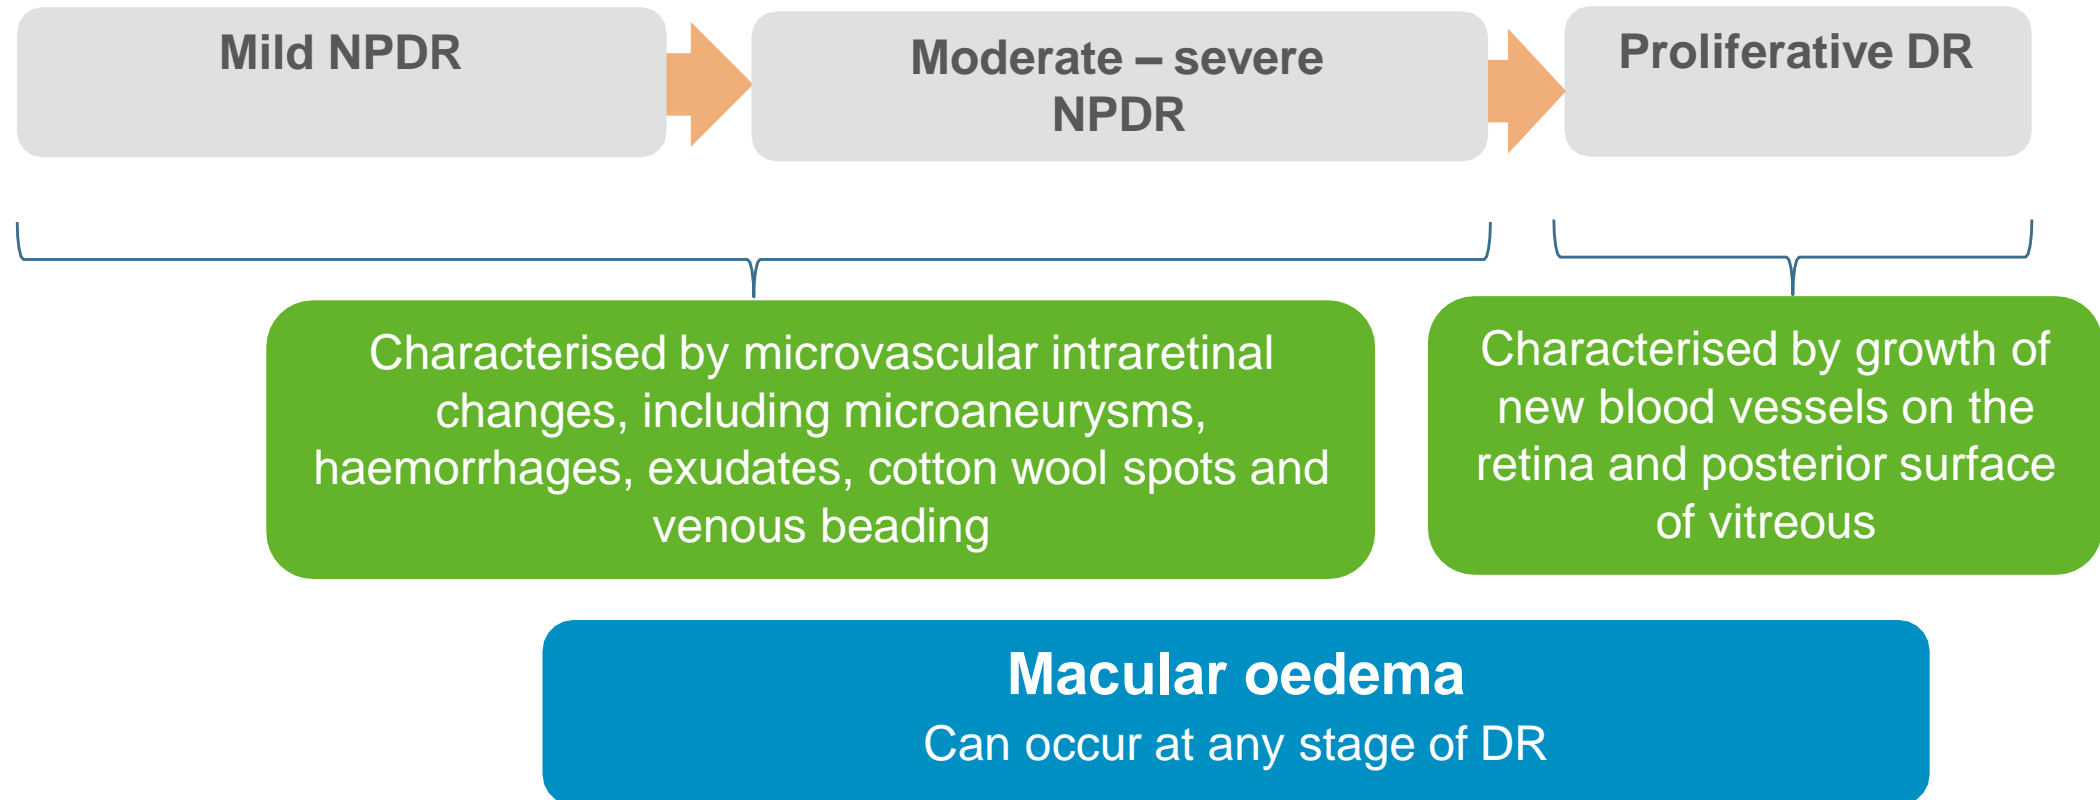 Mild NPDR
Moderate – severe
NPDR
Proliferative DR
Characterised by microvascular intraretinal
changes, including microaneurysms,
haemorrhages, exudates, cotton wool spots and
venous beading
Characterised by growth of
new blood vessels on the
retina and posterior surface
of vitreous
Macular oedema
Can occur at any stage of DR